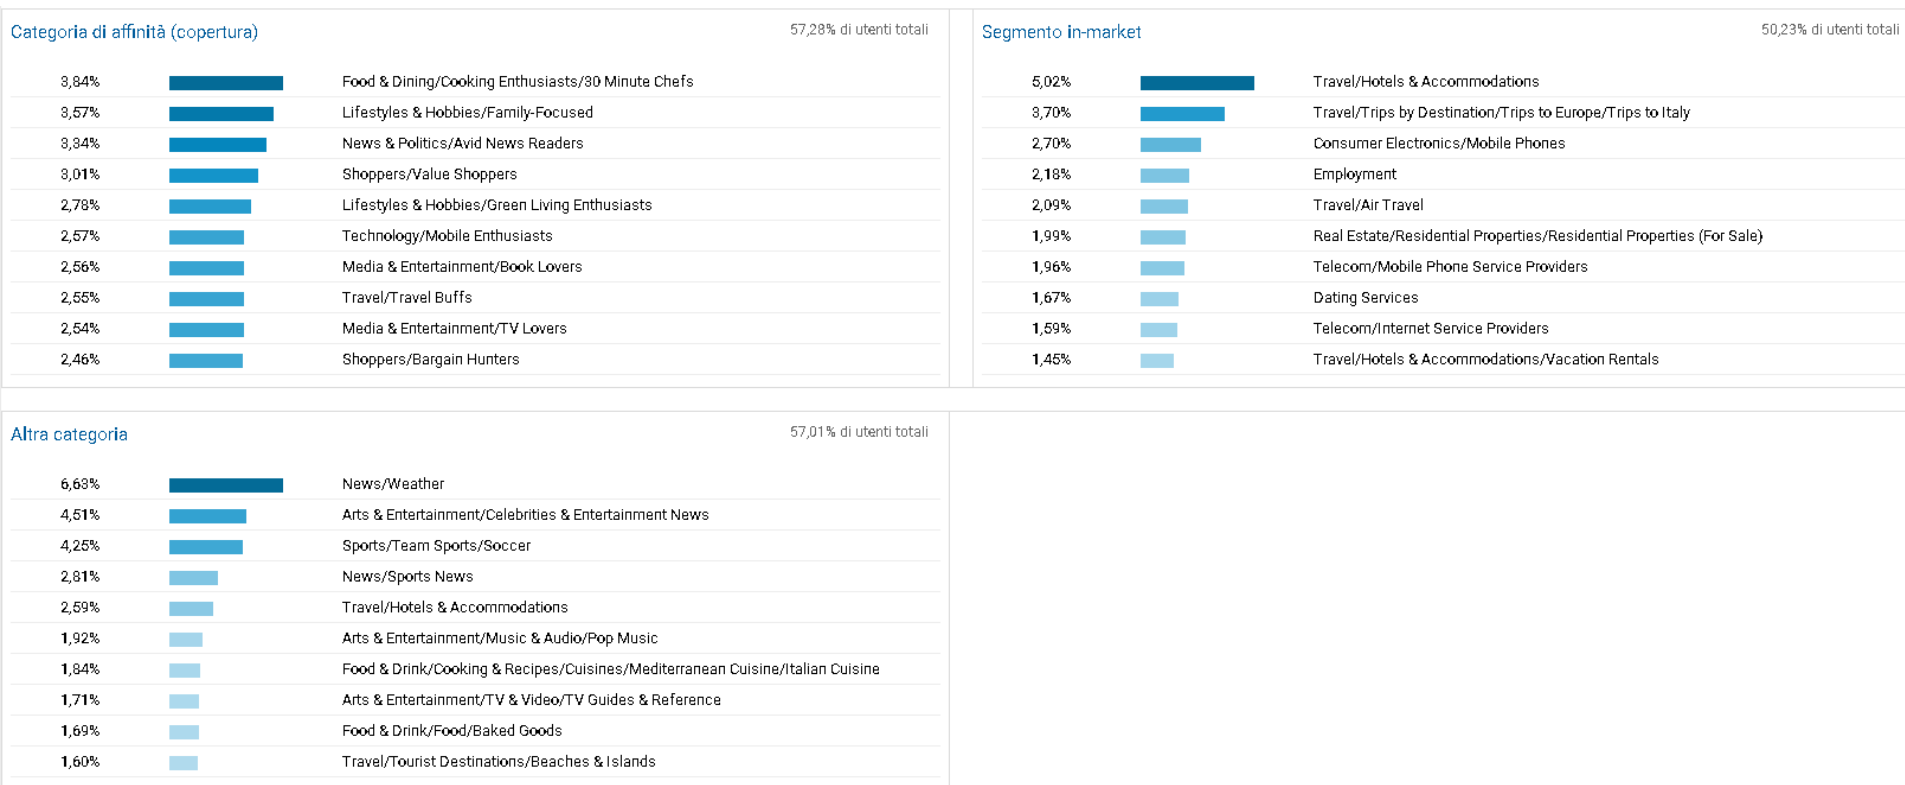 Categoria di affinità (copertura) 57,28% di utenti totali
3,84% Food & Dining/Cooking Enthusiasts/30 Minute Chefs
3,57% Lifestyles & Hobbies/Family-Focused
3,34% News & Politics/Avid News Readers
3,01% Shoppers/Value Shoppers
2,78% Lifestyles & Hobbies/Green Living Enthusiasts
2,57% Technology/Mobile Enthusiasts
2,56% Media & Entertainment/Book Lovers
2,55% Travel/Travel Buffs
2,54% Media & Entertainment/TV Lovers
2,46% Shoppers/Bargain Hunters
Segmento in-market 50,23% di utenti totali
5,02% Travel/Hotels & Accommodations
3,70% Travel/Trips by Destination/Trips to Europe/Trips to Italy
2,70% Consumer Electronics/Mobile Phones
2,18% Employment
2,09% Travel/Air Travel
1,99% Real Estate/Residential Properties/Residential Properties (For Sale)
1,96% Telecom/Mobile Phone Service Providers
1,67% Dating Services
1,59% Telecom/Internet Service Providers
1,45% Travel/Hotels & Accommodations/Vacation Rentals
Altra categoria 57,01% di utenti totali
6,63% News/Weather
4,51% Arts & Entertainment/Celebrities & Entertainment News
4,25% Sports/Team Sports/Soccer
2,81% News/Sports News
2,59% Travel/Hotels & Accommodations
1,92% Arts & Entertainment/Music & Audio/Pop Music
1,84% Food & Drink/Cooking & Recipes/Cuisines/Mediterranean Cuisine/Italian Cuisine
1,71% Arts & Entertainment/TV & Video/TV Guides & Reference
1,69% Food & Drink/Food/Baked Goods
1,60% Travel/Tourist Destinations/Beaches & Islands